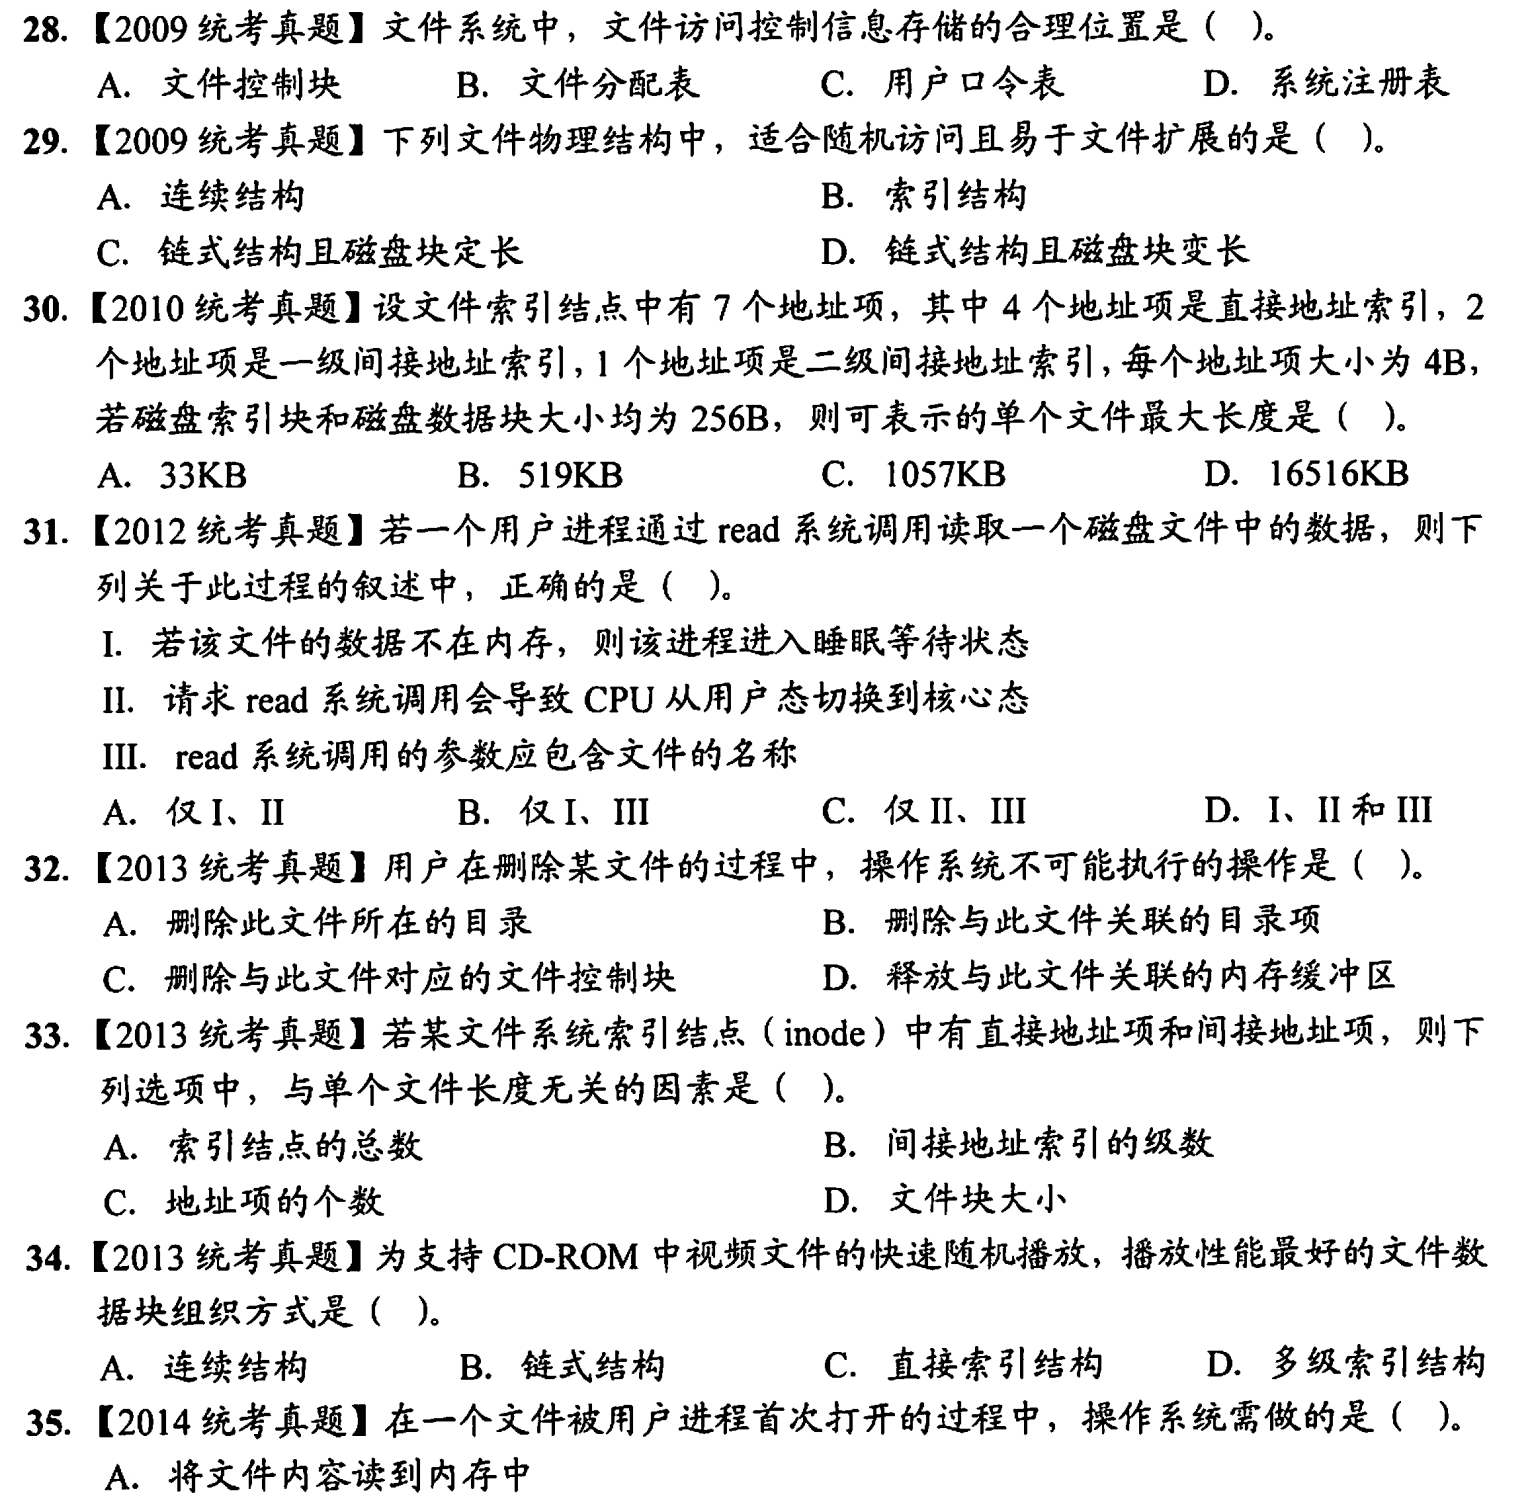 28. 【2009 统考真题】文件系统中，文件访问控制信息存储的合理位置是（ ）。
A. 文件控制块 B. 文件分配表 C. 用户口令表 D. 系统注册表
29. 【2009 统考真题】下列文件物理结构中，适合随机访问且易于文件扩展的是（ ）。
A. 连续结构 B. 索引结构
C. 链式结构且磁盘块定长 D. 链式结构且磁盘块变长
30. 【2010 统考真题】设文件索引结点中有 7 个地址项，其中 4 个地址项是直接地址索引，2
个地址项是一级间接地址索引，1 个地址项是二级间接地址索引，每个地址项大小为 4B，
若磁盘索引块和磁盘数据块大小均为 256B，则可表示的单个文件最大长度是（ ）。
A. 33KB B. 519KB C. 1057KB D. 16516KB
31. 【2012 统考真题】若一个用户进程通过 read 系统调用读取一个磁盘文件中的数据，则下
列关于此过程的叙述中，正确的是（ ）。
I. 若该文件的数据不在内存，则该进程进入睡眠等待状态
II. 请求 read 系统调用会导致 CPU 从用户态切换到核心态
III. read 系统调用的参数应包含文件的名称
A. 仅 I、II B. 仅 I、III C. 仅 II、III D. I、II 和 III
32. 【2013 统考真题】用户在删除某文件的过程中，操作系统不可能执行的操作是（ ）。
A. 删除此文件所在的目录 B. 删除与此文件关联的目录项
C. 删除与此文件对应的文件控制块 D. 释放与此文件关联的内存缓冲区
33. 【2013 统考真题】若某文件系统索引结点（inode）中有直接地址项和间接地址项，则下
列选项中，与单个文件长度无关的因素是（ ）。
A. 索引结点的总数 B. 间接地址索引的级数
C. 地址项的个数 D. 文件块大小
34. 【2013 统考真题】为支持 CD-ROM 中视频文件的快速随机播放，播放性能最好的文件数
据块组织方式是（ ）。
A. 连续结构 B. 链式结构 C. 直接索引结构 D. 多级索引结构
35. 【2014 统考真题】在一个文件被用户进程首次打开的过程中，操作系统需做的是（ ）。
A. 将文件内容读到内存中